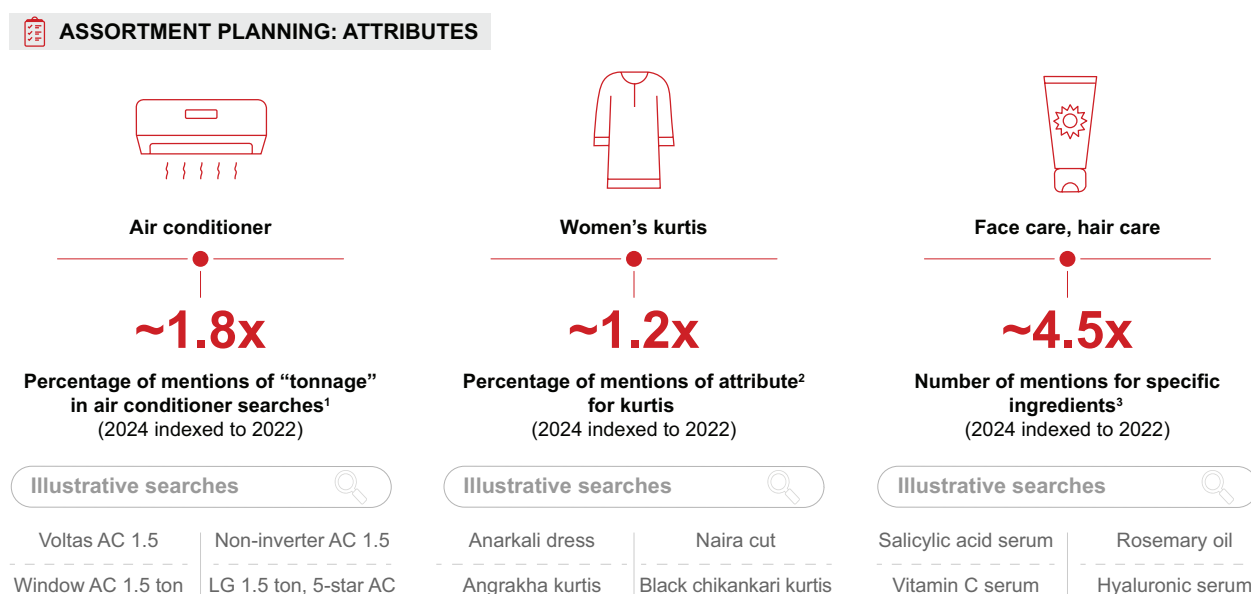 ASSORTMENT PLANNING: ATTRIBUTES
Air conditioner
~1.8x
Percentage of mentions of “tonnage”
in air conditioner searches¹
(2024 indexed to 2022)
Illustrative searches
Voltas AC 1.5
Non-inverter AC 1.5
Window AC 1.5 ton
LG 1.5 ton, 5-star AC
Women’s kurtis
~1.2x
Percentage of mentions of attribute²
for kurtis
(2024 indexed to 2022)
Illustrative searches
Anarkali dress
Naira cut
Angrakha kurtis
Black chikankari kurtis
Face care, hair care
~4.5x
Number of mentions for specific
ingredients³
(2024 indexed to 2022)
Illustrative searches
Salicylic acid serum
Rosemary oil
Vitamin C serum
Hyaluronic serum